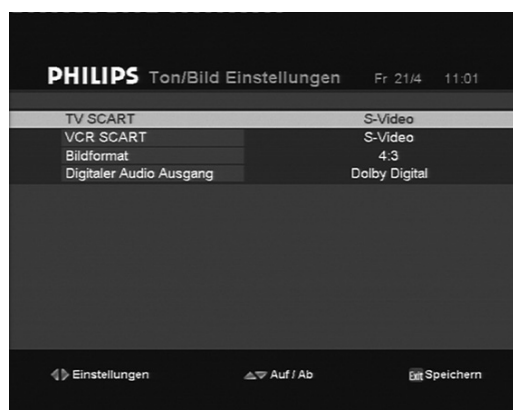 PHILIPS Ton/Bild Einstellungen Fr 21/4 11:01
TV SCART S-Video
VCR SCART S-Video
Bildformat 4:3
Digitaler Audio Ausgang Dolby Digital
Einstellungen Auf / Ab Exit Speichern